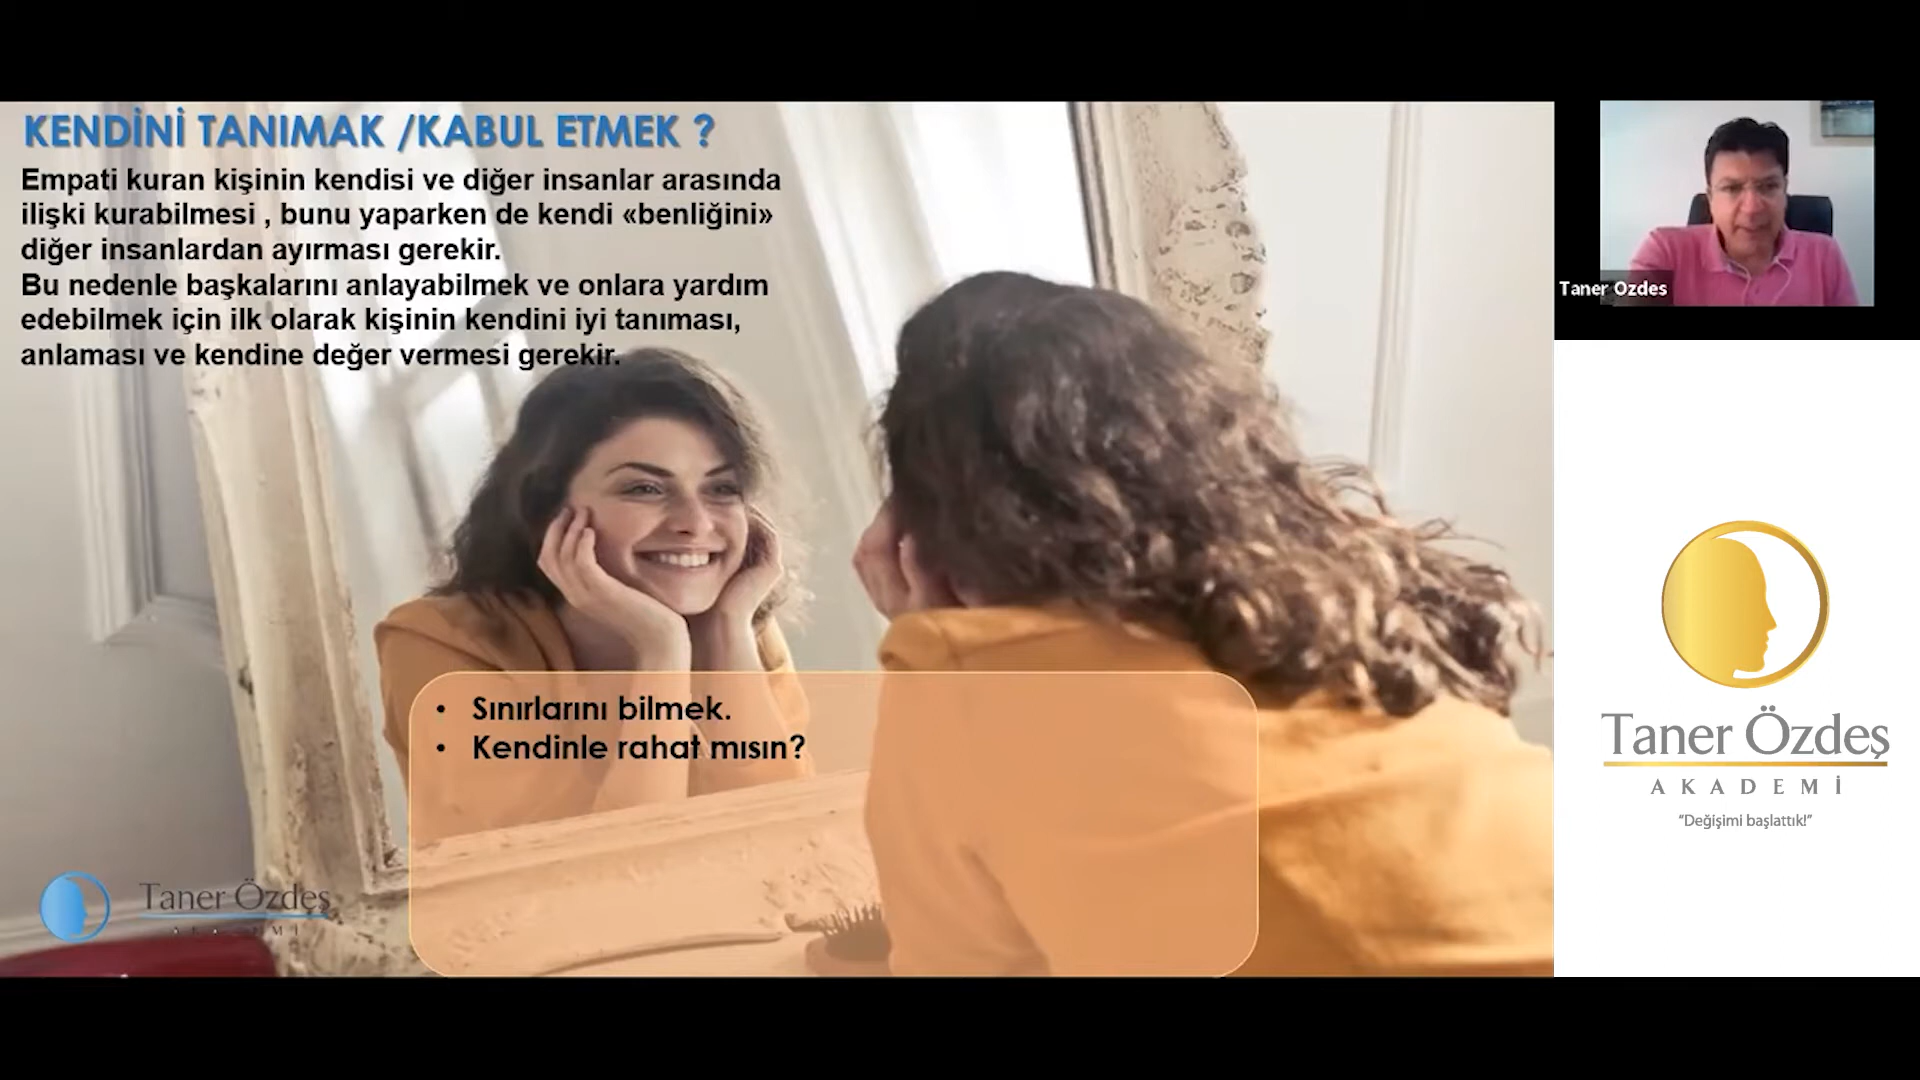 KENDİNİ TANIMAK /KABUL ETMEK ?
Empati kuran kişinin kendisi ve diğer insanlar arasında
ilişki kurabilmesi , bunu yaparken de kendi «benliğini»
diğer insanlardan ayırması gerekir.
Bu nedenle başkalarını anlayabilmek ve onlara yardım
edebilmek için ilk olarak kişinin kendini iyi tanıması,
anlaması ve kendine değer vermesi gerekir.
• Sınırlarını bilmek.
• Kendinle rahat mısın?
Taner Özdeş
AKADEMİ
Taner Ozdes
Taner Özdeş
AKADEMİ
“Değişimi başlattık!”